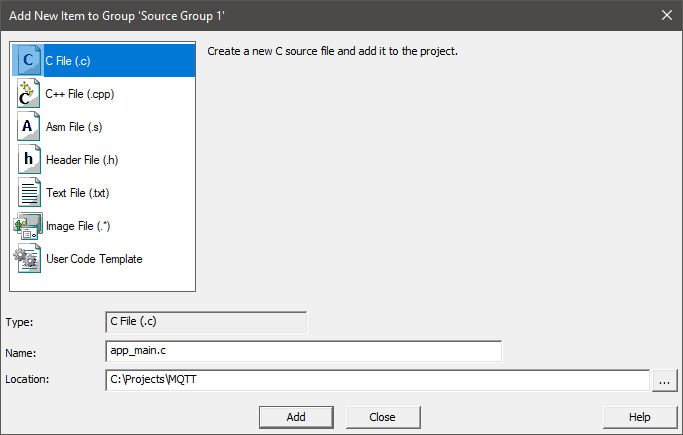 Add New Item to Group 'Source Group 1'
C File (.c)
Create a new C source file and add it to the project.
C++ File (.cpp)
Asm File (.s)
Header File (.h)
Text File (.txt)
Image File (.*)
User Code Template
Type:
C File (.c)
Name:
app_main.c
Location:
C:\Projects\MQTT
...
Add
Close
Help